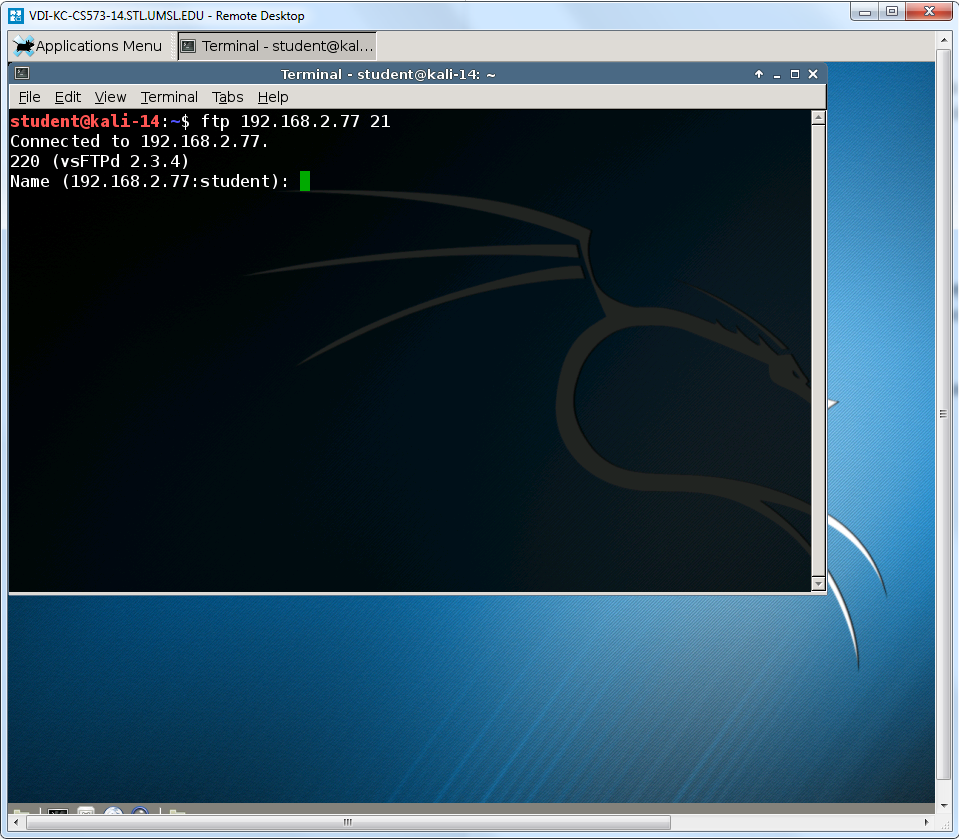 VDI-KC-CS573-14.STL.UMSL.EDU - Remote Desktop
Applications Menu Terminal - student@kal...
Terminal - student@kali-14: ~
File Edit View Terminal Tabs Help
student@kali-14:~$ ftp 192.168.2.77 21
Connected to 192.168.2.77.
220 (vsFTPd 2.3.4)
Name (192.168.2.77:student):